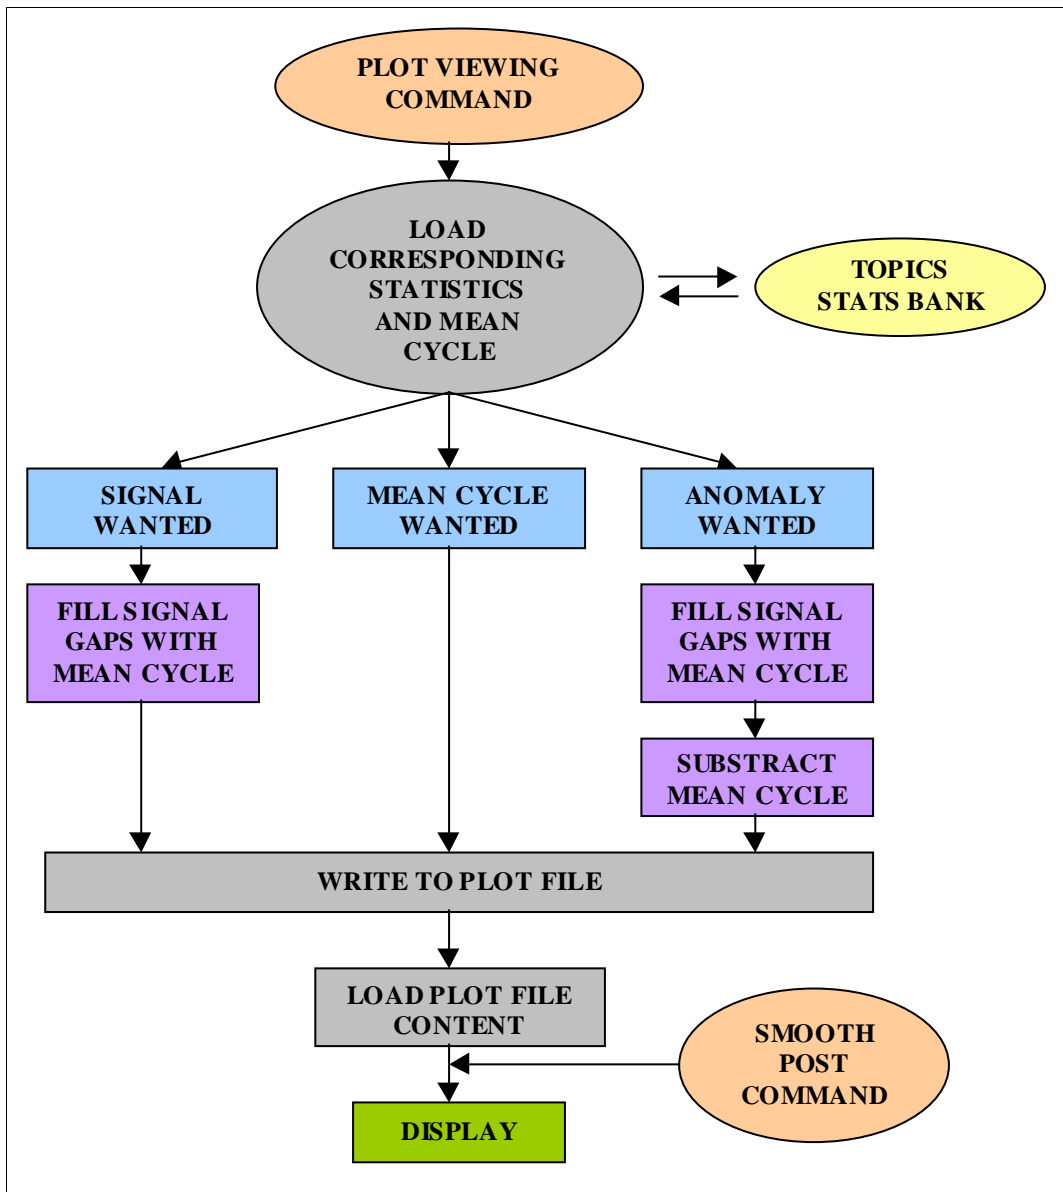 PLOT VIEWING
COMMAND
LOAD
CORRESPONDING
STATISTICS
AND MEAN
CYCLE
TOPICS
STATS BANK
SIGNAL
WANTED
MEAN CYCLE
WANTED
ANOMALY
WANTED
FILL SIGNAL
GAPS WITH
MEAN CYCLE
FILL SIGNAL
GAPS WITH
MEAN CYCLE
SUBSTRACT
MEAN CYCLE
WRITE TO PLOT FILE
LOAD PLOT FILE
CONTENT
SMOOTH
POST
COMMAND
DISPLAY